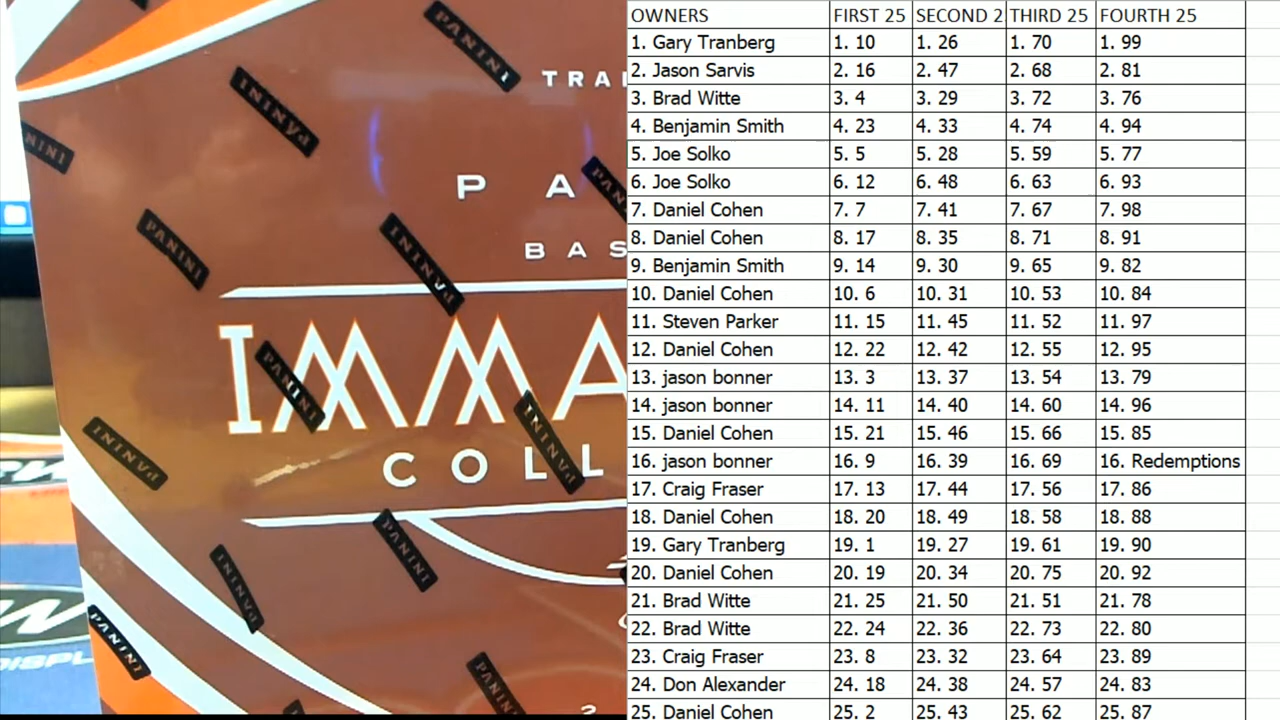 TRA
P A
BAS
IMMA
COLL
PANINI
PANINI
PANINI
PANINI
PANINI
PANINI
PANINI
PANINI
PANINI
PANINI
PANINI
OWNERS FIRST 25 SECOND 2 THIRD 25 FOURTH 25
1. Gary Tranberg 1. 10 1. 26 1. 70 1. 99
2. Jason Sarvis 2. 16 2. 47 2. 68 2. 81
3. Brad Witte 3. 4 3. 29 3. 72 3. 76
4. Benjamin Smith 4. 23 4. 33 4. 74 4. 94
5. Joe Solko 5. 5 5. 28 5. 59 5. 77
6. Joe Solko 6. 12 6. 48 6. 63 6. 93
7. Daniel Cohen 7. 7 7. 41 7. 67 7. 98
8. Daniel Cohen 8. 17 8. 35 8. 71 8. 91
9. Benjamin Smith 9. 14 9. 30 9. 65 9. 82
10. Daniel Cohen 10. 6 10. 31 10. 53 10. 84
11. Steven Parker 11. 15 11. 45 11. 52 11. 97
12. Daniel Cohen 12. 22 12. 42 12. 55 12. 95
13. jason bonner 13. 3 13. 37 13. 54 13. 79
14. jason bonner 14. 11 14. 40 14. 60 14. 96
15. Daniel Cohen 15. 21 15. 46 15. 66 15. 85
16. jason bonner 16. 9 16. 39 16. 69 16. Redemptions
17. Craig Fraser 17. 13 17. 44 17. 56 17. 86
18. Daniel Cohen 18. 20 18. 49 18. 58 18. 88
19. Gary Tranberg 19. 1 19. 27 19. 61 19. 90
20. Daniel Cohen 20. 19 20. 34 20. 75 20. 92
21. Brad Witte 21. 25 21. 50 21. 51 21. 78
22. Brad Witte 22. 24 22. 36 22. 73 22. 80
23. Craig Fraser 23. 8 23. 32 23. 64 23. 89
24. Don Alexander 24. 18 24. 38 24. 57 24. 83
25. Daniel Cohen 25. 2 25. 43 25. 62 25. 87